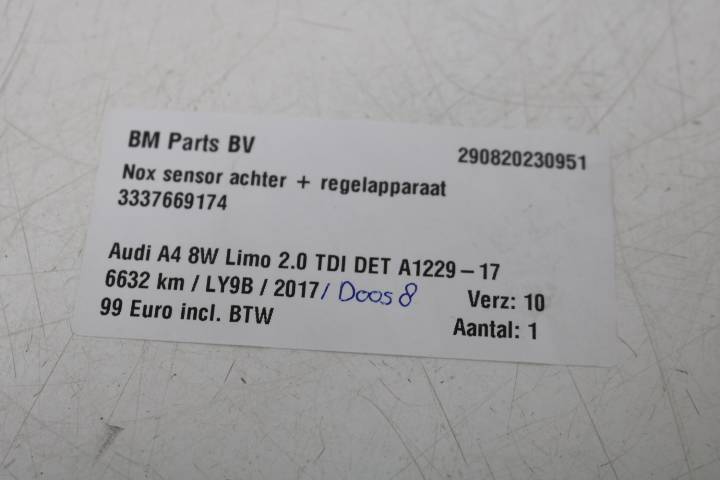 BM Parts BV
290820230951
Nox sensor achter + regelapparaat
3337669174
Audi A4 8W Limo 2.0 TDI DET A1229-17
6632 km / LY9B / 2017 / Doos 8
Verz: 10
99 Euro incl. BTW
Aantal: 1